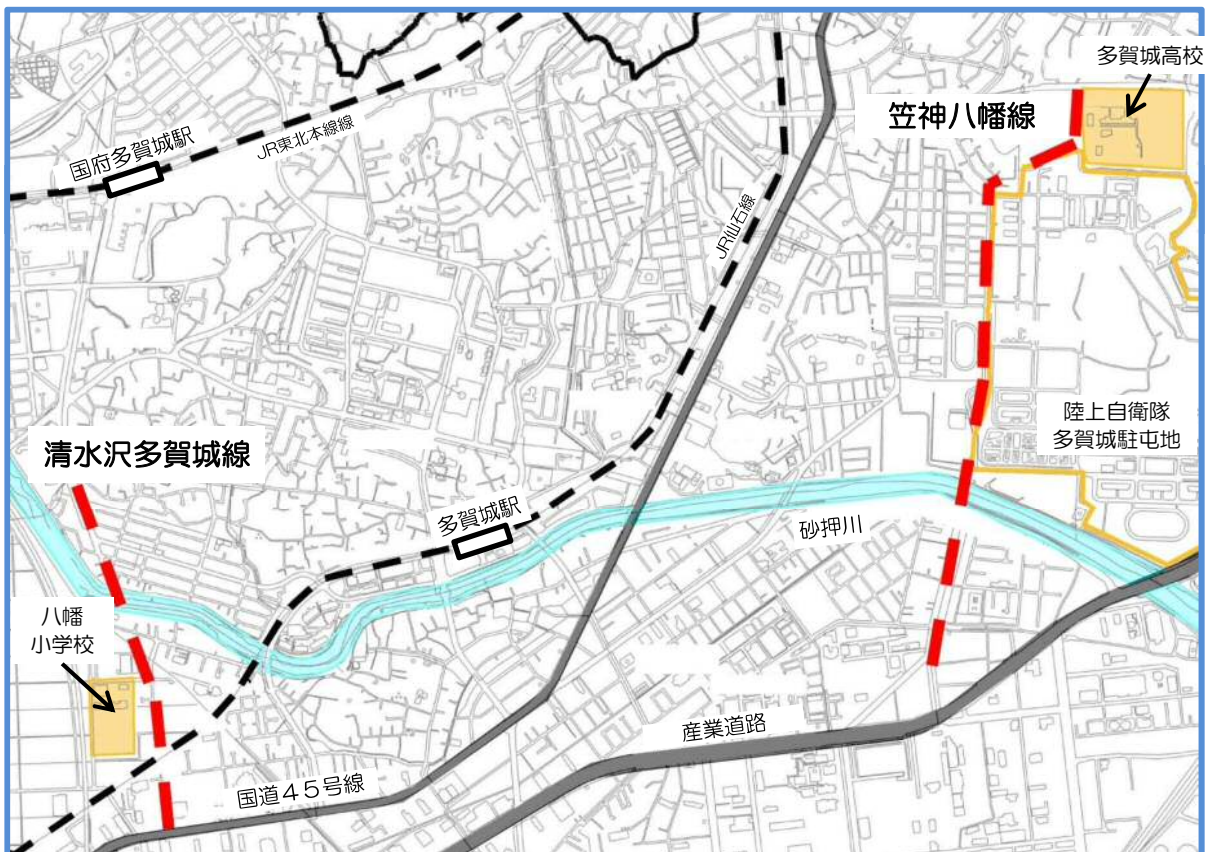 多賀城高校
笠神八幡線
国府多賀城駅
JR東北本線線
JR仙石線
陸上自衛隊
多賀城駐屯地
清水沢多賀城線
多賀城駅
砂押川
八幡
小学校
産業道路
国道45号線